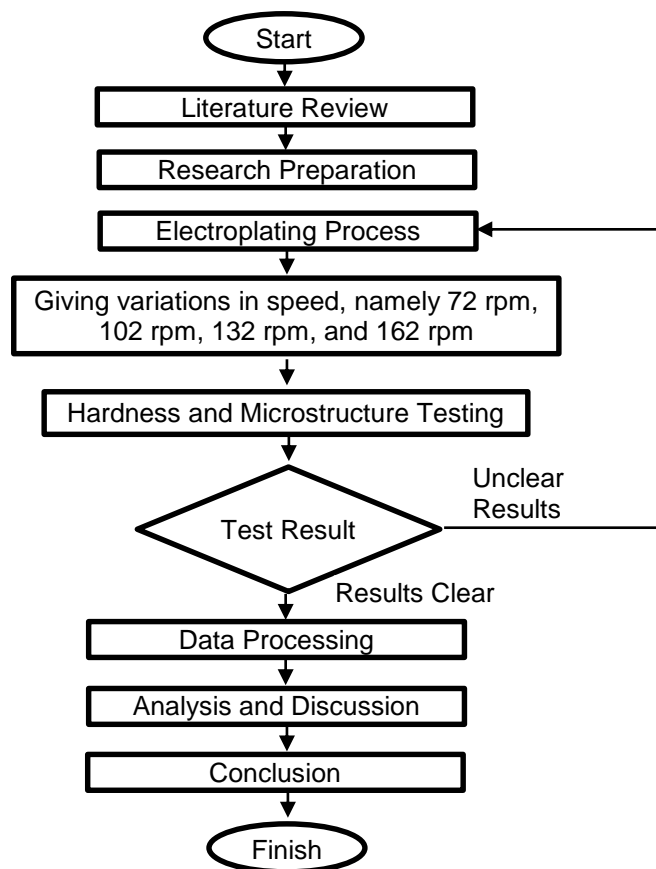 Start
Literature Review
Research Preparation
Electroplating Process
Giving variations in speed, namely 72 rpm,
102 rpm, 132 rpm, and 162 rpm
Hardness and Microstructure Testing
Unclear
Results
Test Result
Results Clear
Data Processing
Analysis and Discussion
Conclusion
Finish